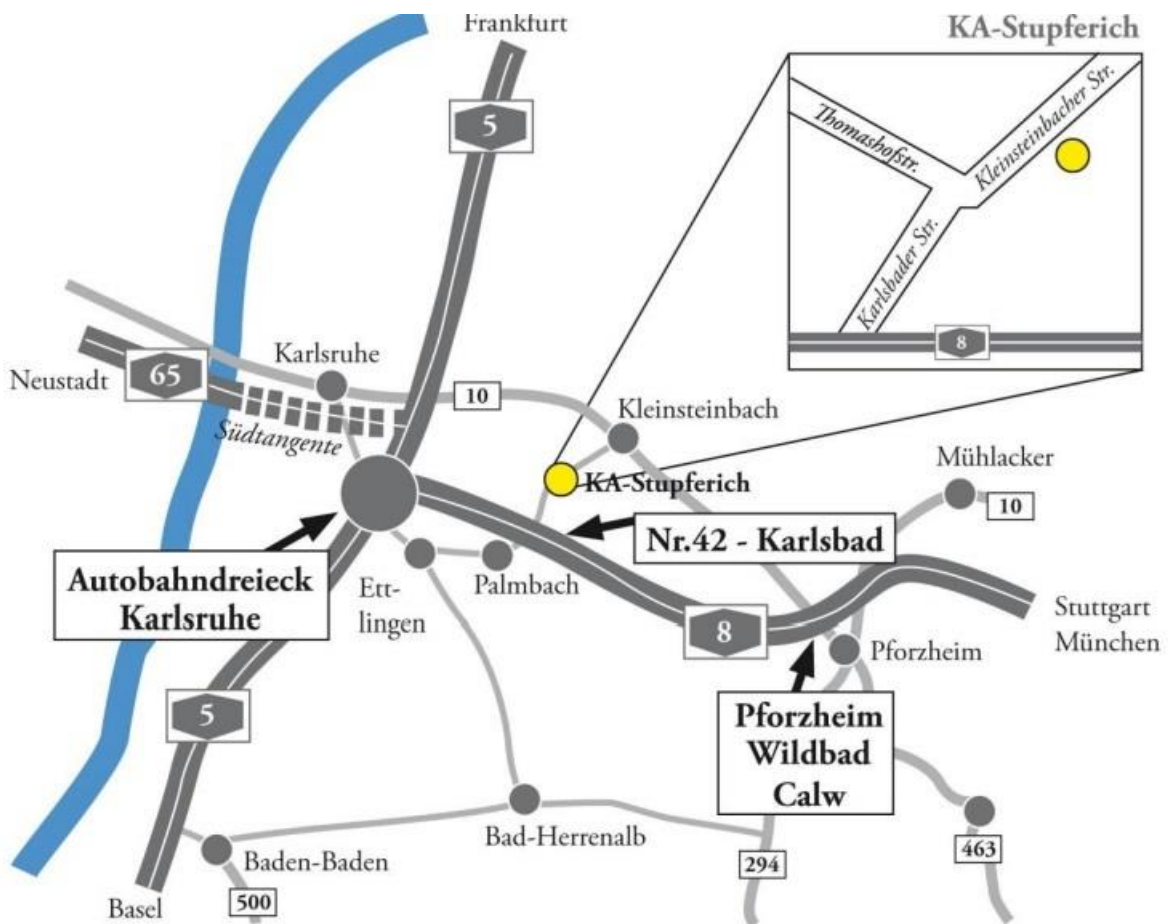 Frankfurt
KA-Stupferich
5
Thomashofstr.
Kleinsteinbacher Str.
Karlsbader Str.
8
Karlsruhe
Neustadt
65
10
Südtangente
Kleinsteinbach
KA-Stupferich
Mühlacker
10
Nr.42 - Karlsbad
Autobahndreieck
Karlsruhe
Ett-
lingen
Palmbach
8
Stuttgart
München
Pforzheim
5
Pforzheim
Wildbad
Calw
Bad-Herrenalb
Baden-Baden
294
463
500
Basel